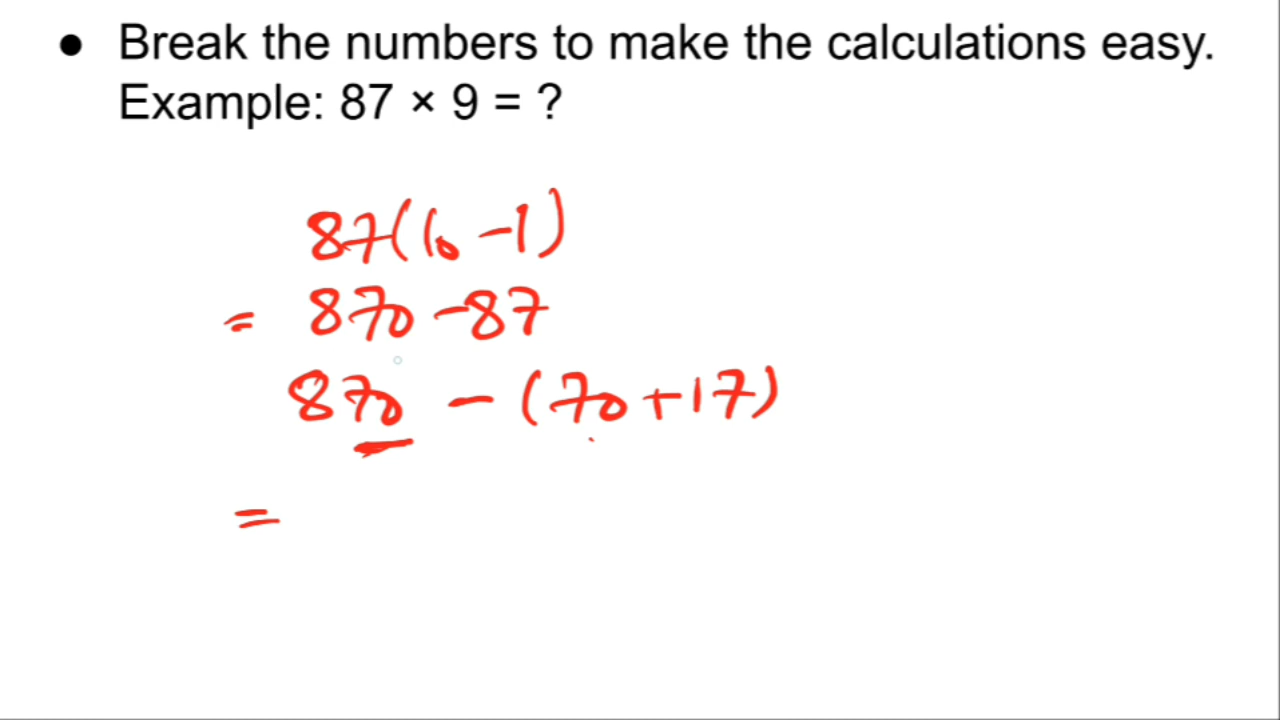 ● Break the numbers to make the calculations easy.
Example: 87 × 9 = ?
87(10 - 1)
= 870 - 87
870 - (70 + 17)
=